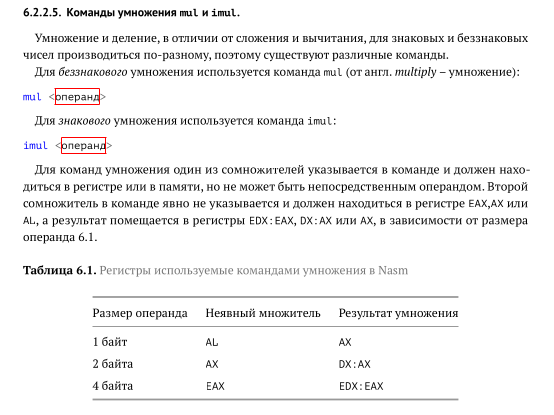 6.2.2.5. Команды умножения mul и imul.
Умножение и деление, в отличии от сложения и вычитания, для знаковых и беззнаковых
чисел производиться по-разному, поэтому существуют различные команды.
Для беззнакового умножения используется команда mul (от англ. multiply – умножение):
mul <операнд>
Для знакового умножения используется команда imul:
imul <операнд>
Для команд умножения один из сомножителей указывается в команде и должен нахо-
диться в регистре или в памяти, но не может быть непосредственным операндом. Второй
сомножитель в команде явно не указывается и должен находиться в регистре EAX,AX или
AL, а результат помещается в регистры EDX:EAX, DX:AX или AX, в зависимости от размера
операнда 6.1.
Таблица 6.1. Регистры используемые командами умножения в Nasm
Размер операнда Неявный множитель Результат умножения
1 байт AL AX
2 байта AX DX:AX
4 байта EAX EDX:EAX